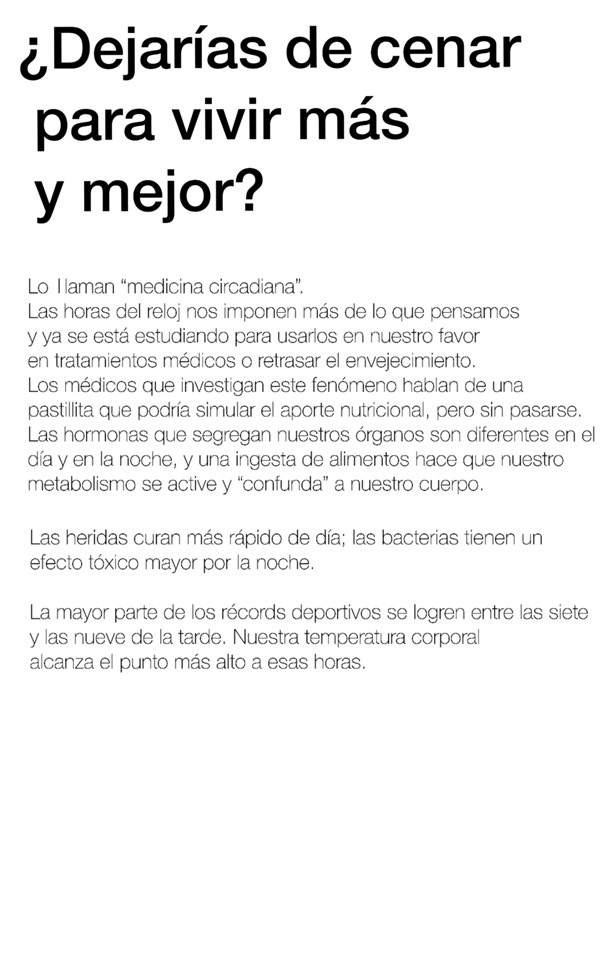 ¿Dejarías de cenar
para vivir más
y mejor?
Lo llaman “medicina circadiana”.
Las horas del reloj nos imponen más de lo que pensamos
y ya se está estudiando para usarlos en nuestro favor
en tratamientos médicos o retrasar el envejecimiento.
Los médicos que investigan este fenómeno hablan de una
pastillita que podría simular el aporte nutricional, pero sin pasarse.
Las hormonas que segregan nuestros órganos son diferentes en el
día y en la noche, y una ingesta de alimentos hace que nuestro
metabolismo se active y “confunda” a nuestro cuerpo.
Las heridas curan más rápido de día; las bacterias tienen un
efecto tóxico mayor por la noche.
La mayor parte de los récords deportivos se logren entre las siete
y las nueve de la tarde. Nuestra temperatura corporal
alcanza el punto más alto a esas horas.